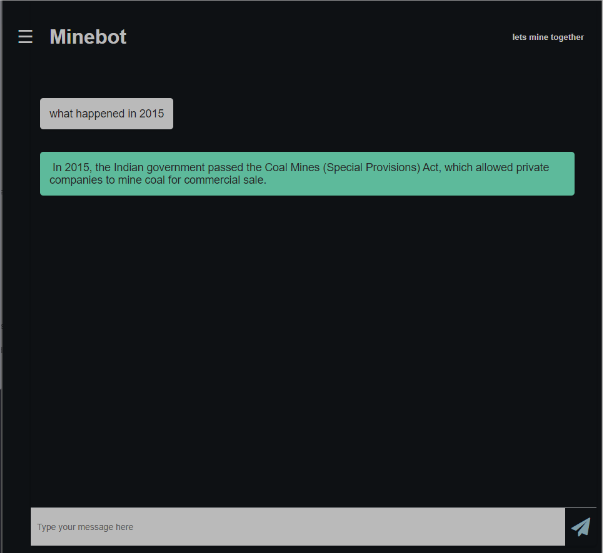 ☰ Minebot
lets mine together
what happened in 2015
In 2015, the Indian government passed the Coal Mines (Special Provisions) Act, which allowed private
companies to mine coal for commercial sale.
Type your message here